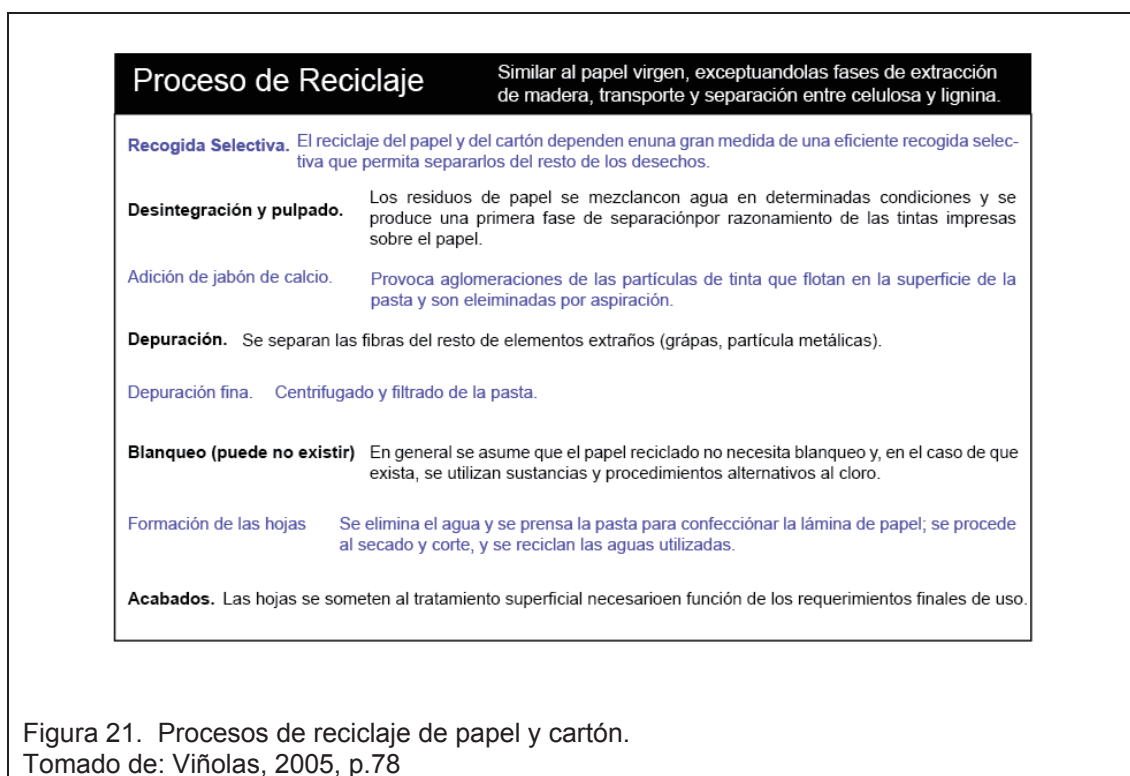 Proceso de Reciclaje
Similar al papel virgen, exceptuandolas fases de extracción
de madera, transporte y separación entre celulosa y lignina.
Recogida Selectiva. El reciclaje del papel y del cartón dependen enuna gran medida de una eficiente recogida selec-
tiva que permita separarlos del resto de los desechos.
Desintegración y pulpado. Los residuos de papel se mezclancon agua en determinadas condiciones y se
produce una primera fase de separaciónpor razonamiento de las tintas impresas
sobre el papel.
Adición de jabón de calcio. Provoca aglomeraciones de las partículas de tinta que flotan en la superficie de la
pasta y son eleiminadas por aspiración.
Depuración. Se separan las fibras del resto de elementos extraños (grápas, partícula metálicas).
Depuración fina. Centrifugado y filtrado de la pasta.
Blanqueo (puede no existir) En general se asume que el papel reciclado no necesita blanqueo y, en el caso de que
exista, se utilizan sustancias y procedimientos alternativos al cloro.
Formación de las hojas Se elimina el agua y se prensa la pasta para confecciónar la lámina de papel; se procede
al secado y corte, y se reciclan las aguas utilizadas.
Acabados. Las hojas se someten al tratamiento superficial necesarioen función de los requerimientos finales de uso.
Figura 21. Procesos de reciclaje de papel y cartón.
Tomado de: Viñolas, 2005, p.78